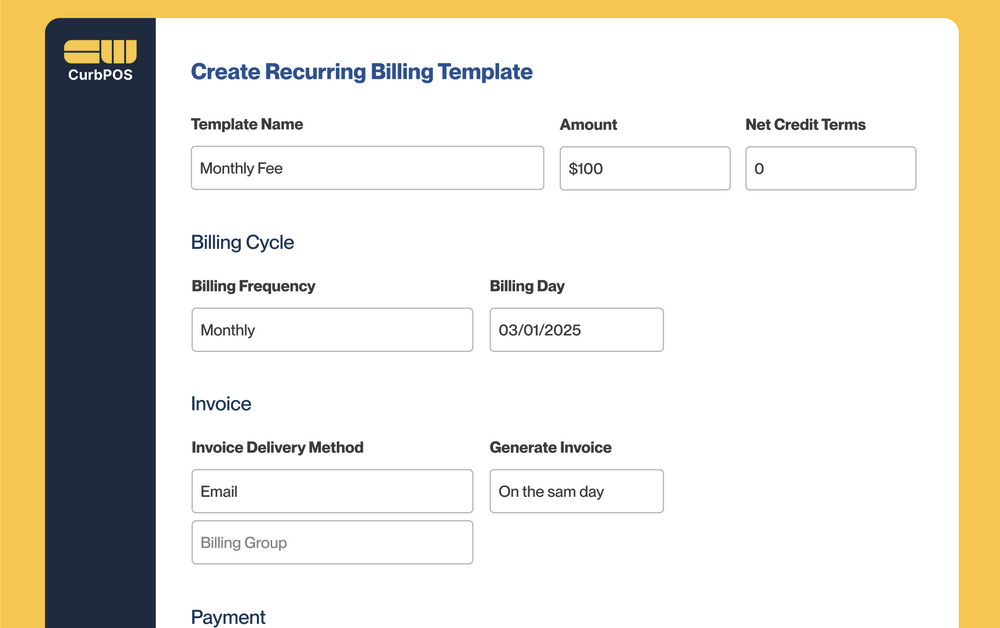 CurbPOS
Create Recurring Billing Template
Template Name Amount Net Credit Terms
Monthly Fee $100 0
Billing Cycle
Billing Frequency Billing Day
Monthly 03/01/2025
Invoice
Invoice Delivery Method Generate Invoice
Email On the sam day
Billing Group
Payment